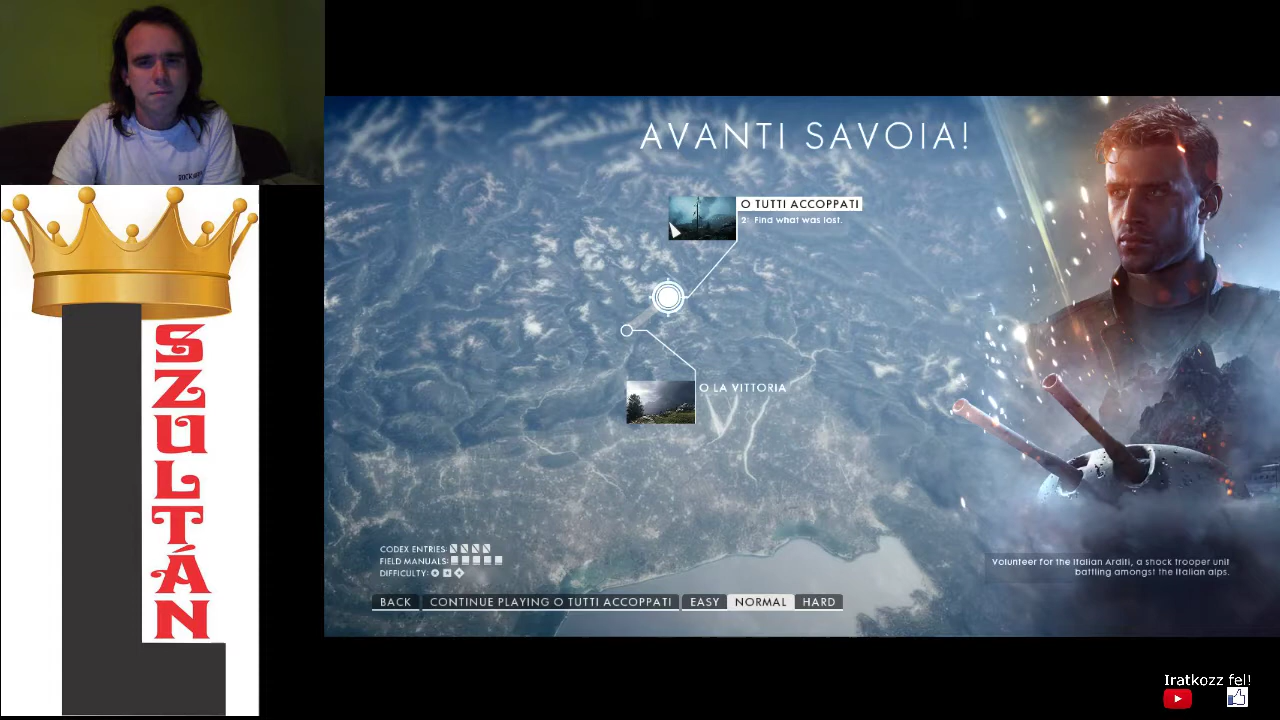 AVANTI SAVOIA!
O TUTTI ACCOPPATI
2: Find what was lost.
O LA VITTORIA
L SZULTÁN
CODEX ENTRIES:
FIELD MANUALS:
DIFFICULTY:
Volunteer for the Italian Arditi, a shock trooper unit
battling amongst the Italian alps.
BACK CONTINUE PLAYING O TUTTI ACCOPPATI EASY NORMAL HARD
Iratkozz fel!